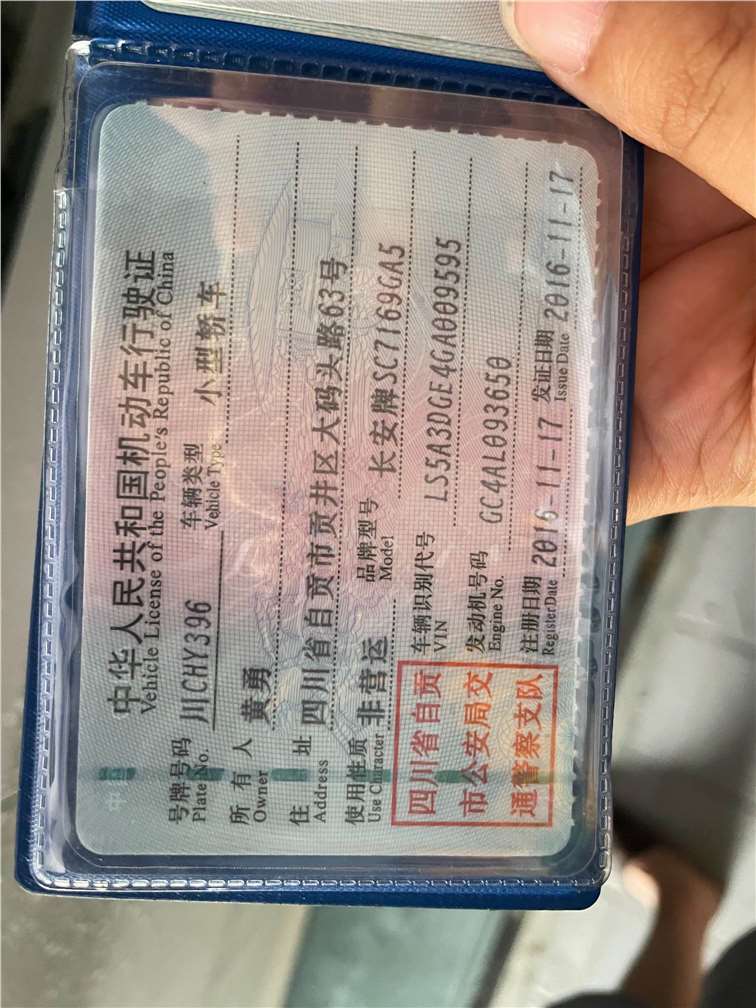 中华人民共和国机动车行驶证
Vehicle License of the People's Republic of China
号牌号码 川CHY396 车辆类型 小型轿车
Plate No. Vehicle Type
所有人 黄勇
Owner
住址 四川省自贡市贡井区大码头路63号
Address
使用性质 非营运 品牌型号 长安牌SC7169GA5
Use Character Model
车辆识别代号 LS5A3DGE4GA009595
VIN
发动机号码 GC4AL093650
Engine No.
注册日期 2016-11-17 发证日期 2016-11-17
Register Date Issue Date
四川省自贡
市公安局交
通警察支队